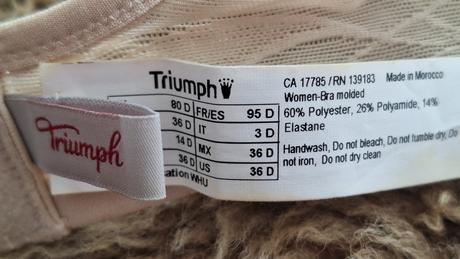 Triumph
80 D FR/ES 95 D
36 D IT 3 D
14 D MX 36 D
36 D US 36 D
WHU
CA 17785 / RN 139183 Made in Morocco
Women-Bra molded
60% Polyester, 26% Polyamide, 14%
Elastane
Handwash, Do not bleach, Do not tumble dry, Do
not iron, Do not dry clean
Triumph